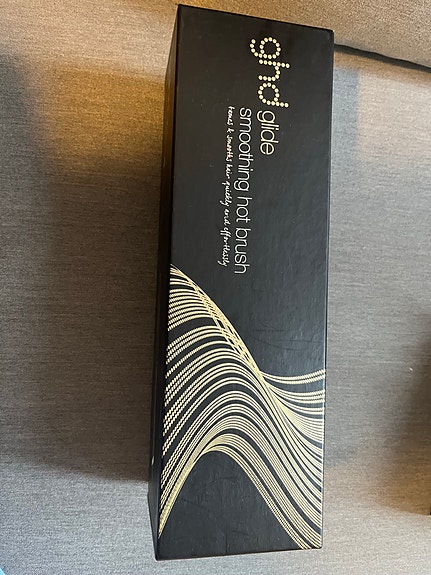 ghd glide
smoothing hot brush
tames & smooths hair quickly and effortlessly